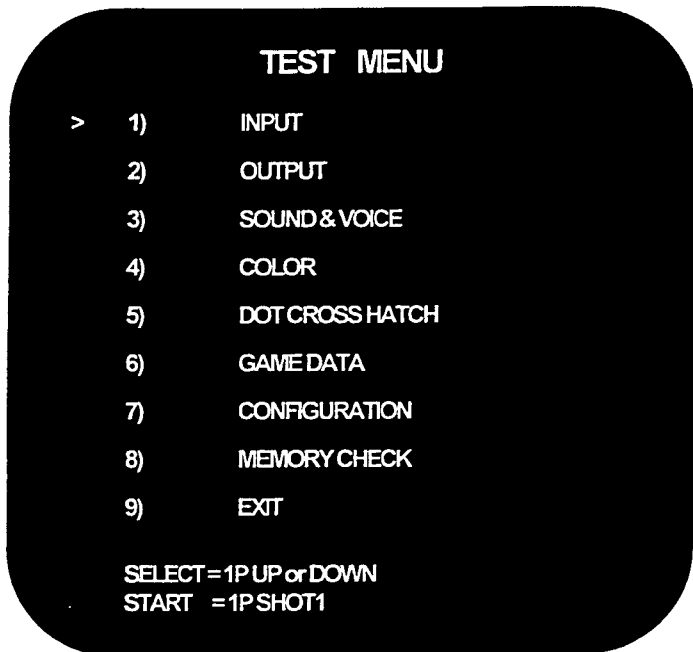 TEST MENU
> 1) INPUT
2) OUTPUT
3) SOUND & VOICE
4) COLOR
5) DOT CROSS HATCH
6) GAME DATA
7) CONFIGURATION
8) MEMORY CHECK
9) EXIT
SELECT = 1P UP or DOWN
START = 1P SHOT1